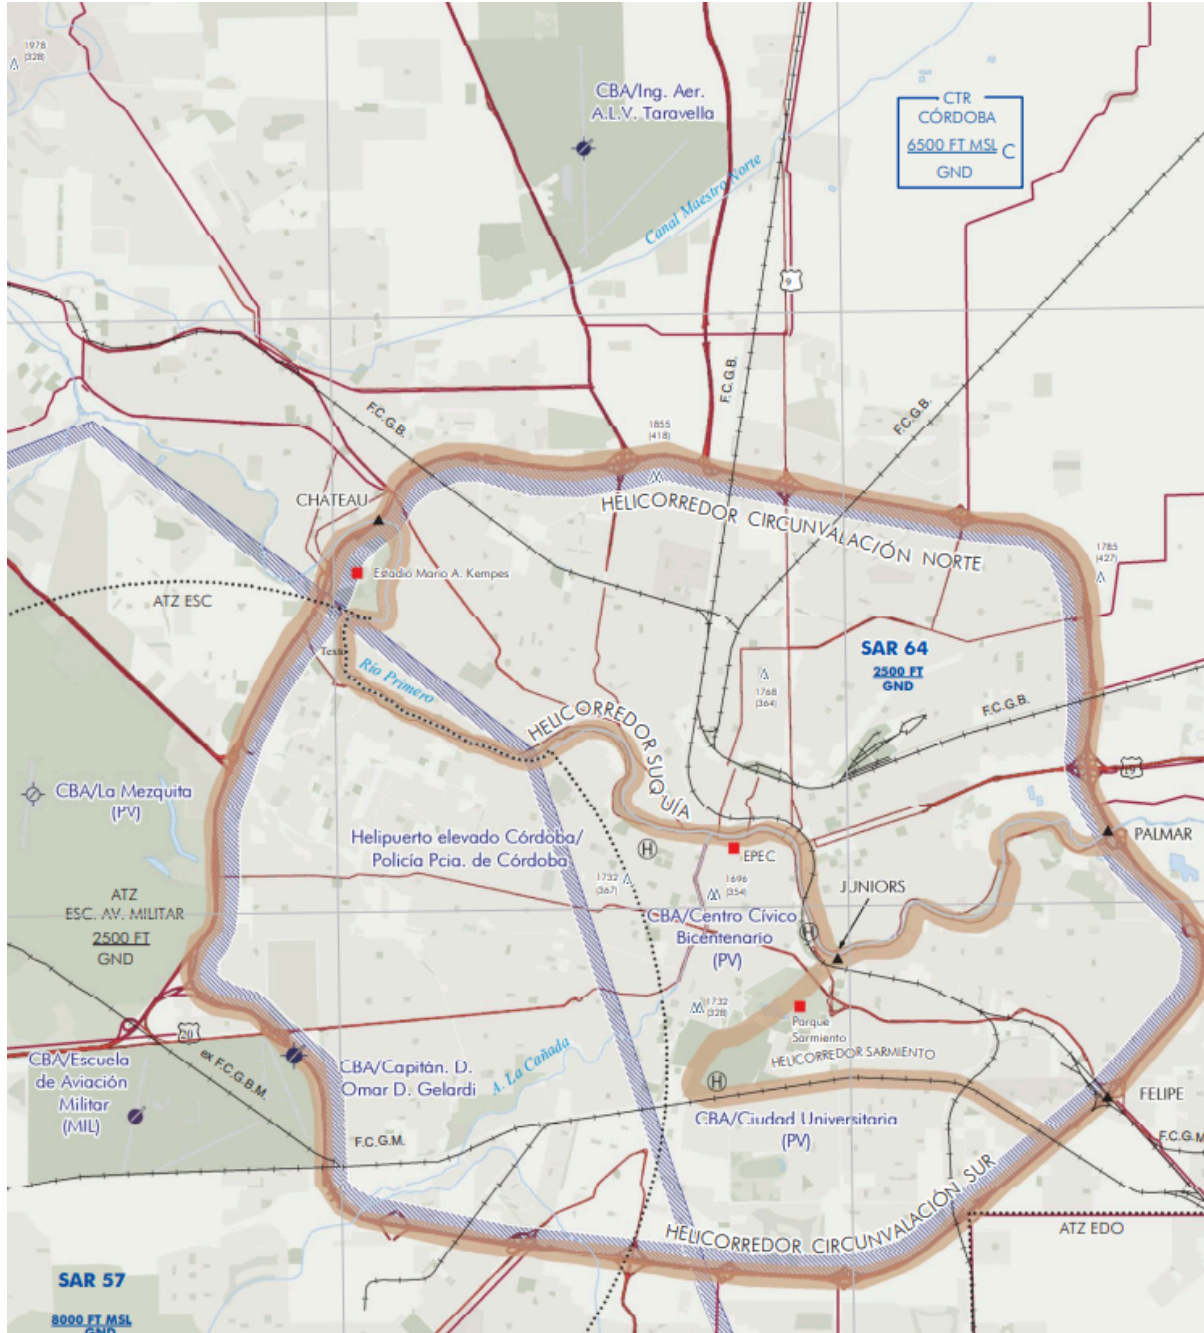 1978
(328)
CBA/Ing. Aer.
A.L.V. Taravella
CTR
CÓRDOBA
6500 FT MSL
C
GND
Canal Maestro Norte
9
F.C.G.B.
F.C.G.B.
F.C.G.B.
1855
(418)
CHATEAU
HELICORREDOR CIRCUNVALACIÓN NORTE
1785
(427)
Estadio Mario A. Kempes
ATZ ESC
SAR 64
2500 FT
GND
Río Primero
1768
(364)
F.C.G.B.
HELICORREDOR SUQUÍA
19
CBA/La Mezquita
(PV)
PALMAR
Helipuerto elevado Córdoba/
Policía Pcia. de Córdoba
H
EPEC
1732
(367)
1696
(354)
JUNIORS
ATZ
ESC. AV. MILITAR
2500 FT
GND
CBA/Centro Cívico
Bicentenario
(PV)
H
1732
(328)
Parque
Sarmiento
20
ex F.C.G.B.M.
HELICORREDOR SARMIENTO
CBA/Escuela
de Aviación
Militar
(MIL)
CBA/Capitán. D.
Omar D. Gelardi
A. La Cañada
H
FELIPE
CBA/Ciudad Universitaria
(PV)
F.C.G.M.
F.C.G.M
HELICORREDOR CIRCUNVALACIÓN SUR
ATZ EDO
SAR 57
8000 FT MSL
GND